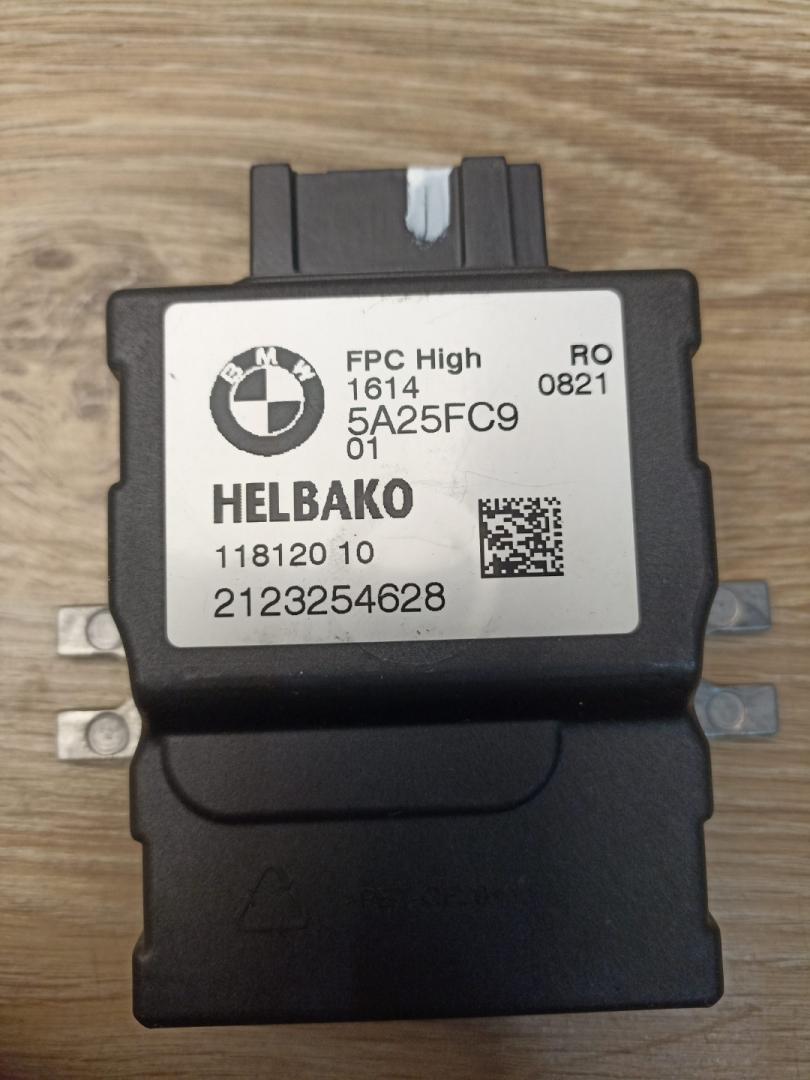 BMW
FPC High RO
1614 0821
5A25FC9
01
HELBAKO
118120 10
2123254628